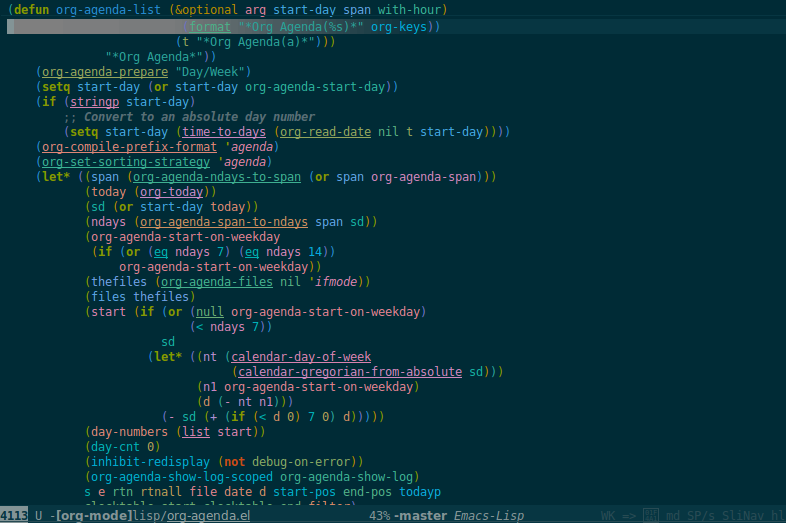 (defun org-agenda-list (&optional arg start-day span with-hour)
format "*Org Agenda(%s)*" org-keys))
(t "*Org Agenda(a)*")))
"*Org Agenda*"))
(org-agenda-prepare "Day/Week")
(setq start-day (or start-day org-agenda-start-day))
(if (stringp start-day)
;; Convert to an absolute day number
(setq start-day (time-to-days (org-read-date nil t start-day))))
(org-compile-prefix-format 'agenda)
(org-set-sorting-strategy 'agenda)
(let* ((span (org-agenda-ndays-to-span (or span org-agenda-span)))
(today (org-today))
(sd (or start-day today))
(ndays (org-agenda-span-to-ndays span sd))
(org-agenda-start-on-weekday
(if (or (eq ndays 7) (eq ndays 14))
org-agenda-start-on-weekday))
(thefiles (org-agenda-files nil 'ifmode))
(files thefiles)
(start (if (or (null org-agenda-start-on-weekday)
(< ndays 7))
sd
(let* ((nt (calendar-day-of-week
(calendar-gregorian-from-absolute sd)))
(n1 org-agenda-start-on-weekday)
(d (- nt n1)))
(- sd (+ (if (< d 0) 7 0) d)))))
(day-numbers (list start))
(day-cnt 0)
(inhibit-redisplay (not debug-on-error))
(org-agenda-show-log-scoped org-agenda-show-log)
s e rtn rtnall file date d start-pos end-pos todayp
4113 U -[org-mode]lisp/org-agenda.el 43% -master Emacs-Lisp WK => md SP/s SliNav hl